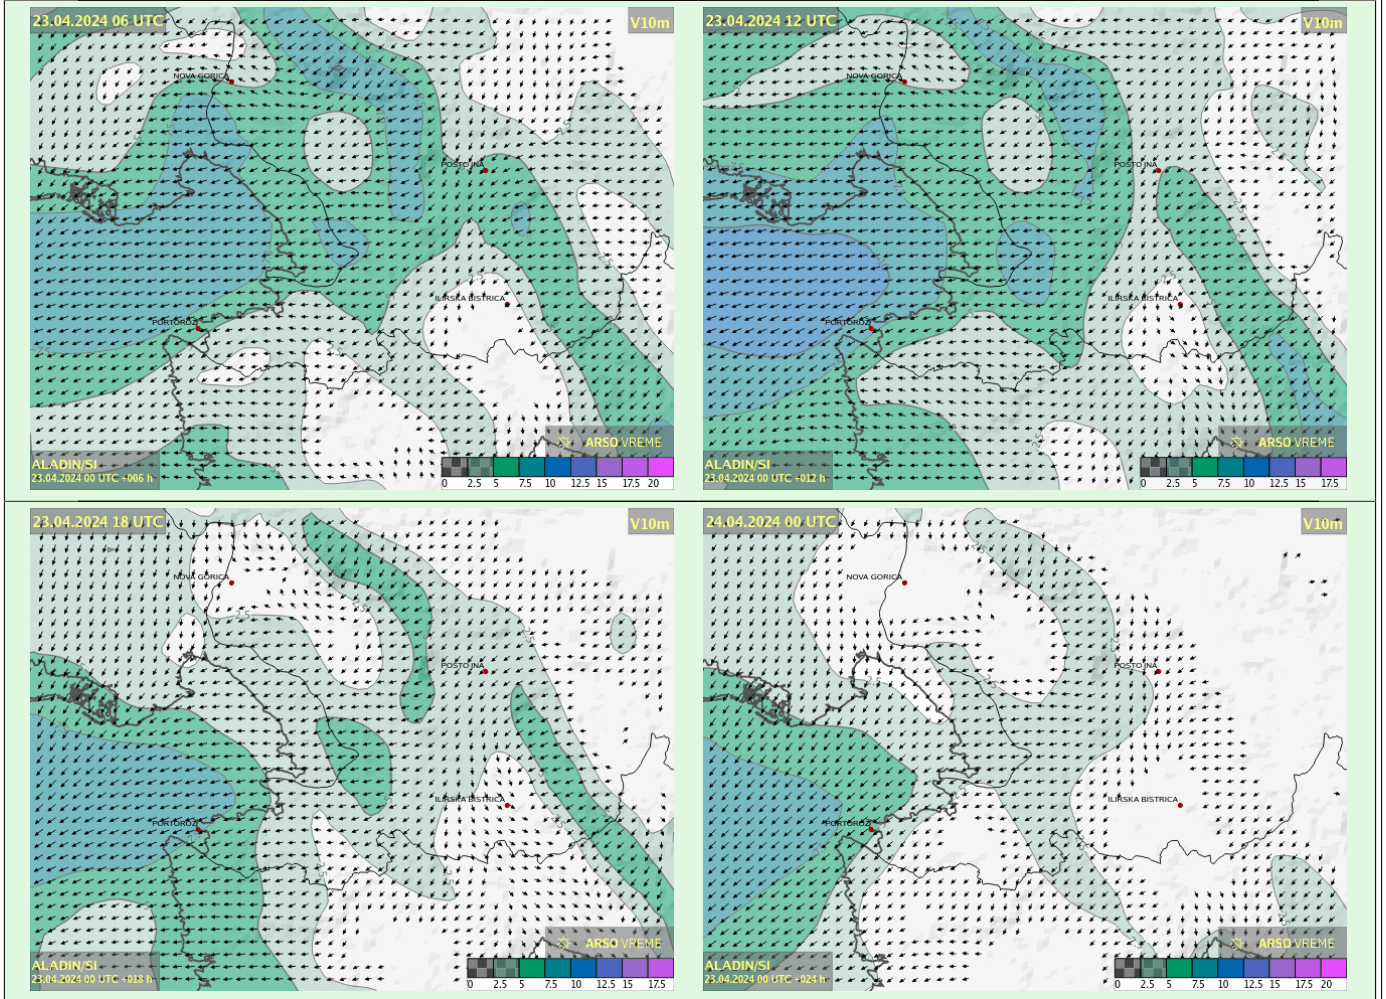 23.04.2024 06 UTC
V10m
NOVA GORICA
POSTOJNA
ILIRSKA BISTRICA
PORTOROŽ
ARSO VREME
ALADIN/SI
23.04.2024 00 UTC +006 h
0 2.5 5 7.5 10 12.5 15 17.5 20
23.04.2024 12 UTC
V10m
NOVA GORICA
POSTOJNA
ILIRSKA BISTRICA
PORTOROŽ
ARSO VREME
ALADIN/SI
23.04.2024 00 UTC +012 h
0 2.5 5 7.5 10 12.5 15 17.5
23.04.2024 18 UTC
V10m
NOVA GORICA
POSTOJNA
ILIRSKA BISTRICA
PORTOROŽ
ARSO VREME
ALADIN/SI
23.04.2024 00 UTC +018 h
0 2.5 5 7.5 10 12.5 15 17.5
24.04.2024 00 UTC
V10m
NOVA GORICA
POSTOJNA
ILIRSKA BISTRICA
PORTOROŽ
ARSO VREME
ALADIN/SI
23.04.2024 00 UTC +024 h
0 2.5 5 7.5 10 12.5 15 17.5 20